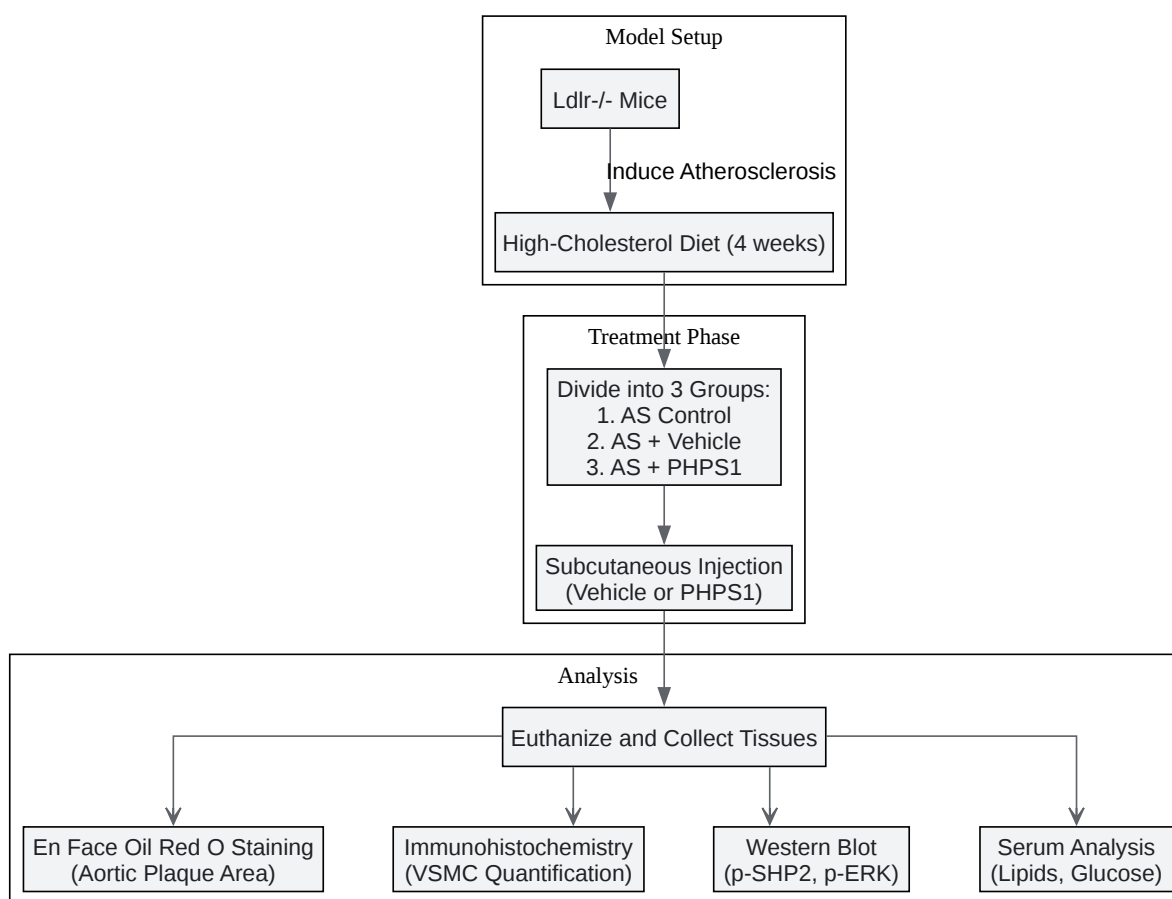 Model Setup
Ldlr-/- Mice
Induce Atherosclerosis
High-Cholesterol Diet (4 weeks)
Treatment Phase
Divide into 3 Groups:
1. AS Control
2. AS + Vehicle
3. AS + PHPS1
Subcutaneous Injection
(Vehicle or PHPS1)
Analysis
Euthanize and Collect Tissues
En Face Oil Red O Staining
(Aortic Plaque Area)
Immunohistochemistry
(VSMC Quantification)
Western Blot
(p-SHP2, p-ERK)
Serum Analysis
(Lipids, Glucose)